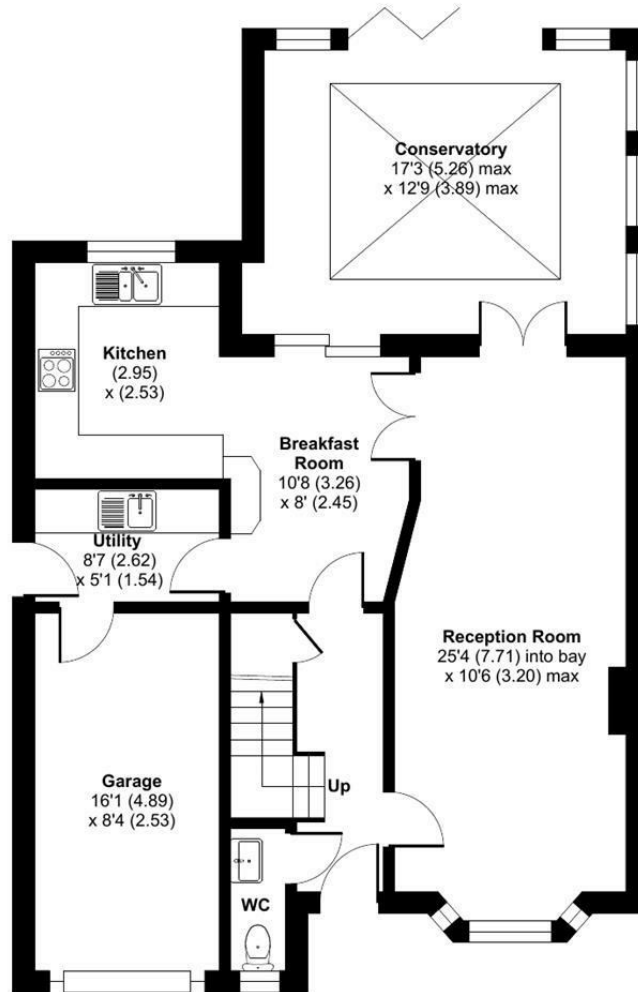 Conservatory
17'3 (5.26) max
x 12'9 (3.89) max
Kitchen
(2.95)
x (2.53)
Breakfast
Room
10'8 (3.26)
x 8' (2.45)
Utility
8'7 (2.62)
x 5'1 (1.54)
Reception Room
25'4 (7.71) into bay
x 10'6 (3.20) max
Garage
16'1 (4.89)
x 8'4 (2.53)
Up
WC